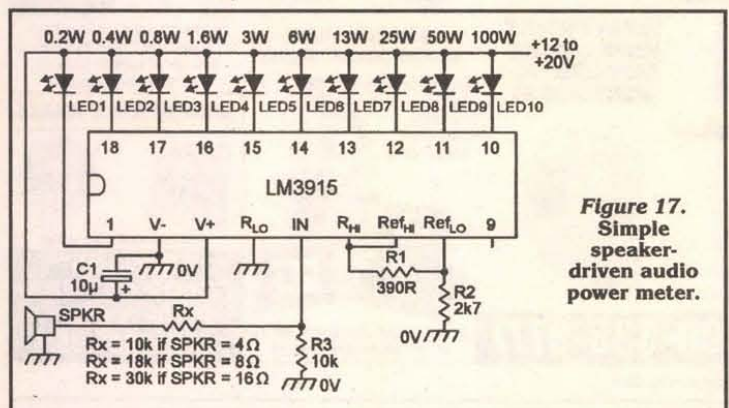 0.2W 0.4W 0.8W 1.6W 3W 6W 13W 25W 50W 100W
+12 to
+20V
LED1 LED2 LED3 LED4 LED5 LED6 LED7 LED8 LED9 LED10
18 17 16 15 14 13 12 11 10
LM3915
1 V- V+ RLO IN RHi RefHi RefLO 9
C1
10µ
+
0V
R1
390R
R2
2k7
0V
SPKR
Rx
Rx = 10k if SPKR = 4Ω
Rx = 18k if SPKR = 8Ω
Rx = 30k if SPKR = 16Ω
R3
10k
0V
Figure 17.
Simple
speaker-
driven audio
power meter.